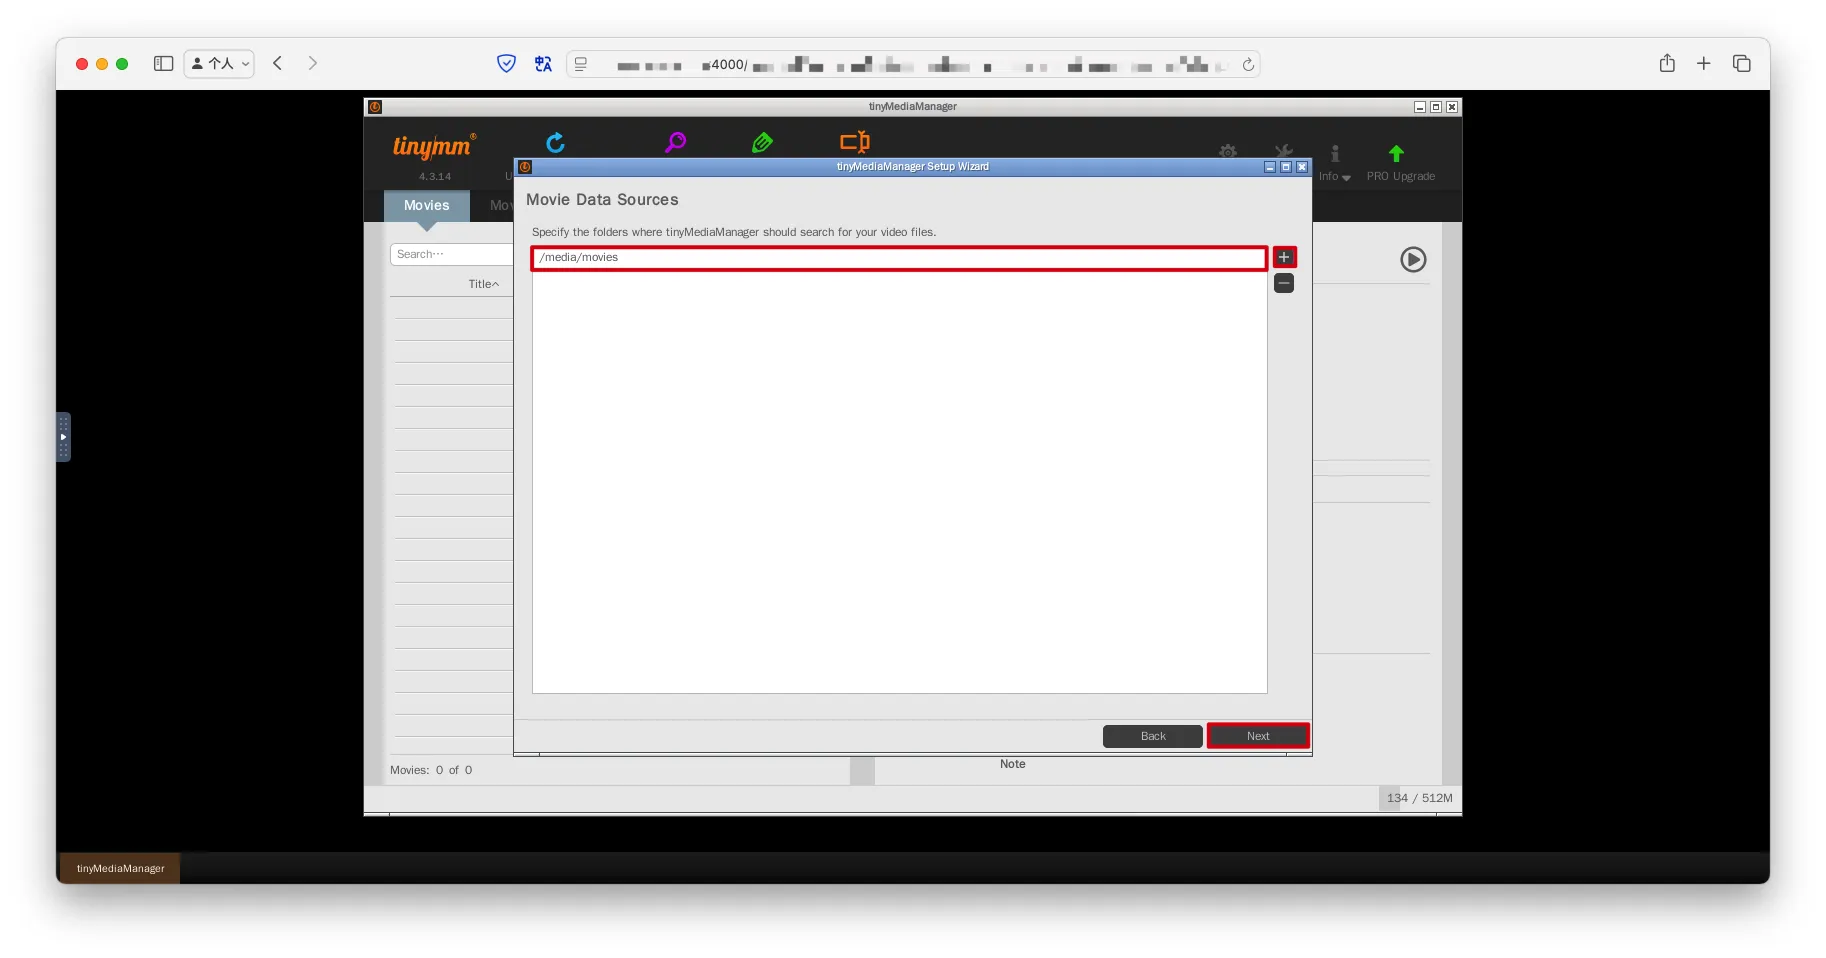 个人
:4000/
tinyMediaManager
tinymm®
4.3.14
U
Info
PRO Upgrade
tinyMediaManager Setup Wizard
Movies
Mov
Movie Data Sources
Specify the folders where tinyMediaManager should search for your video files.
Search···
/media/movies
Title
Back
Next
Note
Movies: 0 of 0
134 / 512M
tinyMediaManager